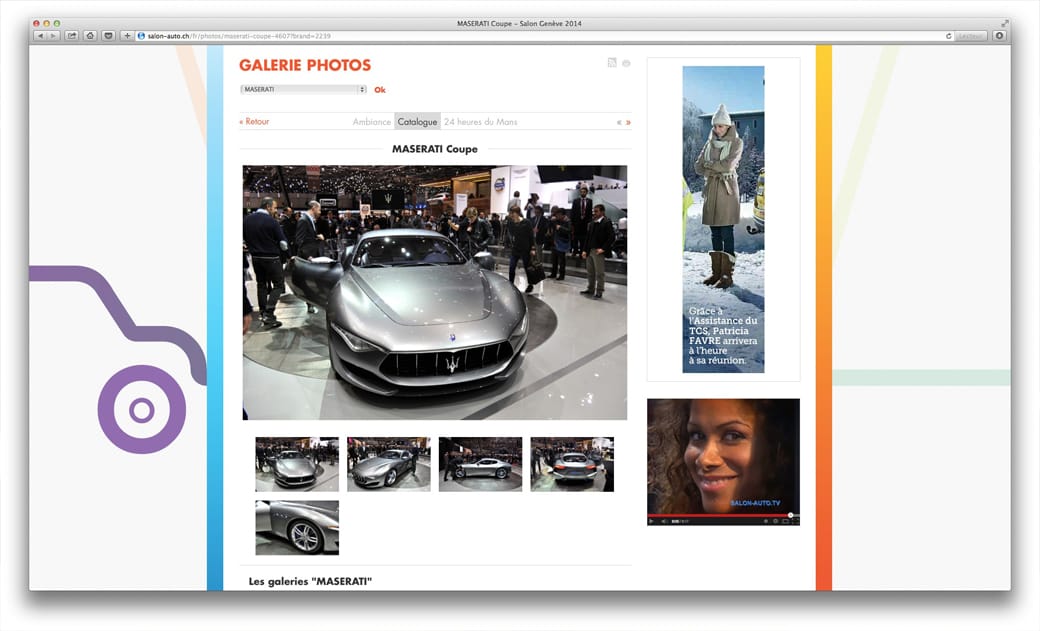 MASERATI Coupe – Salon Genève 2014
salon-auto.ch/fr/photos/maserati-coupe-4607?brand=2239
Lecteur
GALERIE PHOTOS
MASERATI
Ok
« Retour
Ambiance
Catalogue
24 heures du Mans
« »
MASERATI Coupe
Grâce à
l'Assistance du
TCS, Patricia
FAVRE arrivera
à l'heure
à sa réunion.
SALON-AUTO.TV
Les galeries "MASERATI"